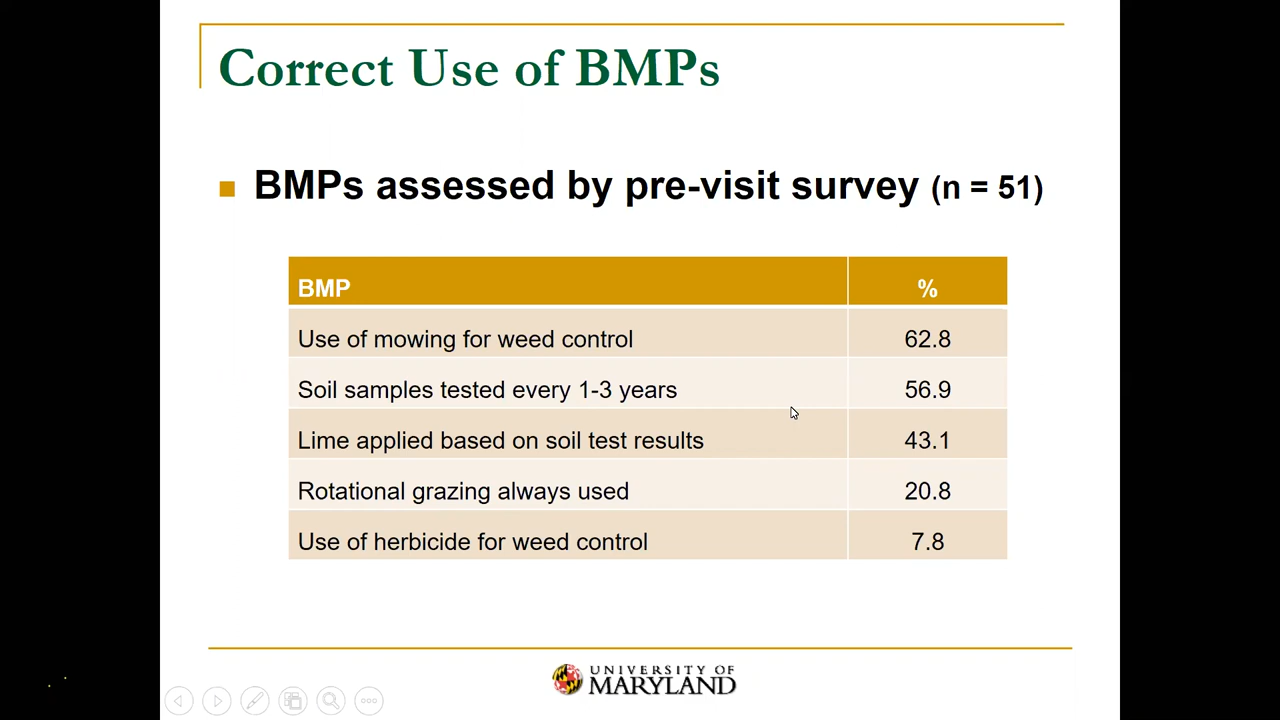 Correct Use of BMPs
BMPs assessed by pre-visit survey (n = 51)
BMP %
Use of mowing for weed control 62.8
Soil samples tested every 1-3 years 56.9
Lime applied based on soil test results 43.1
Rotational grazing always used 20.8
Use of herbicide for weed control 7.8
UNIVERSITY OF
MARYLAND